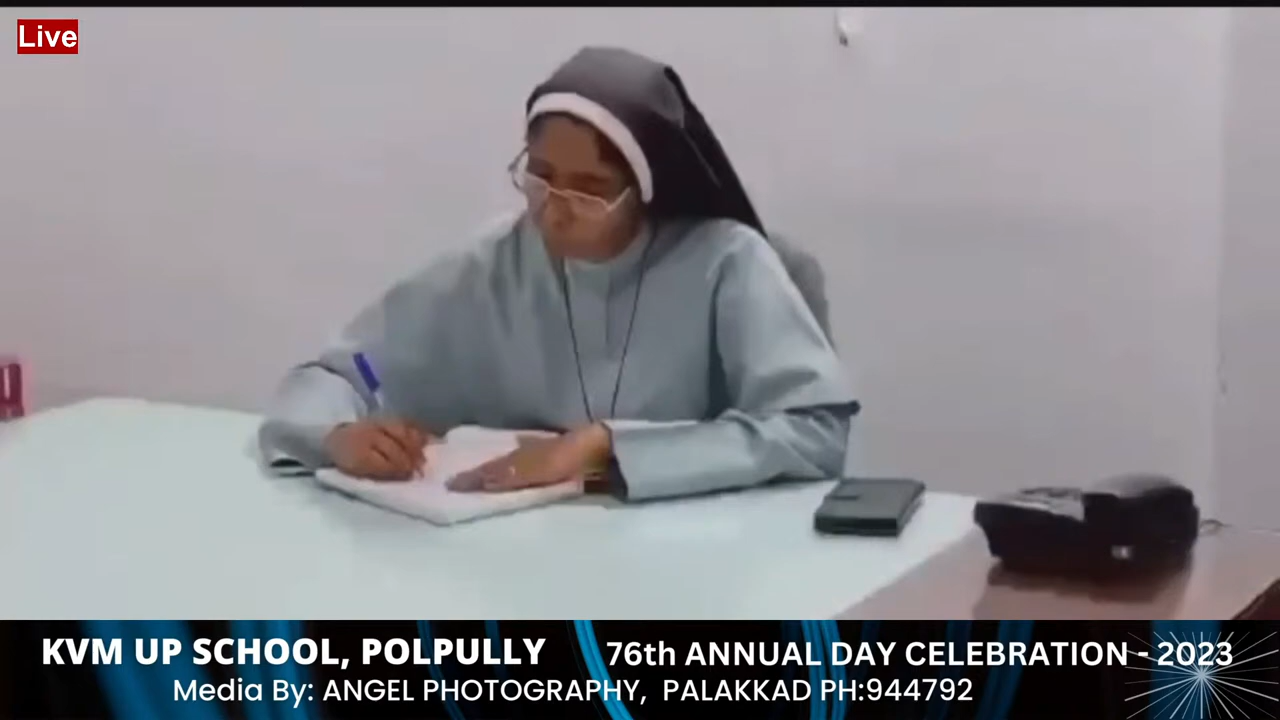 Live
KVM UP SCHOOL, POLPULLY
76th ANNUAL DAY CELEBRATION - 2023
Media By: ANGEL PHOTOGRAPHY, PALAKKAD PH:944792